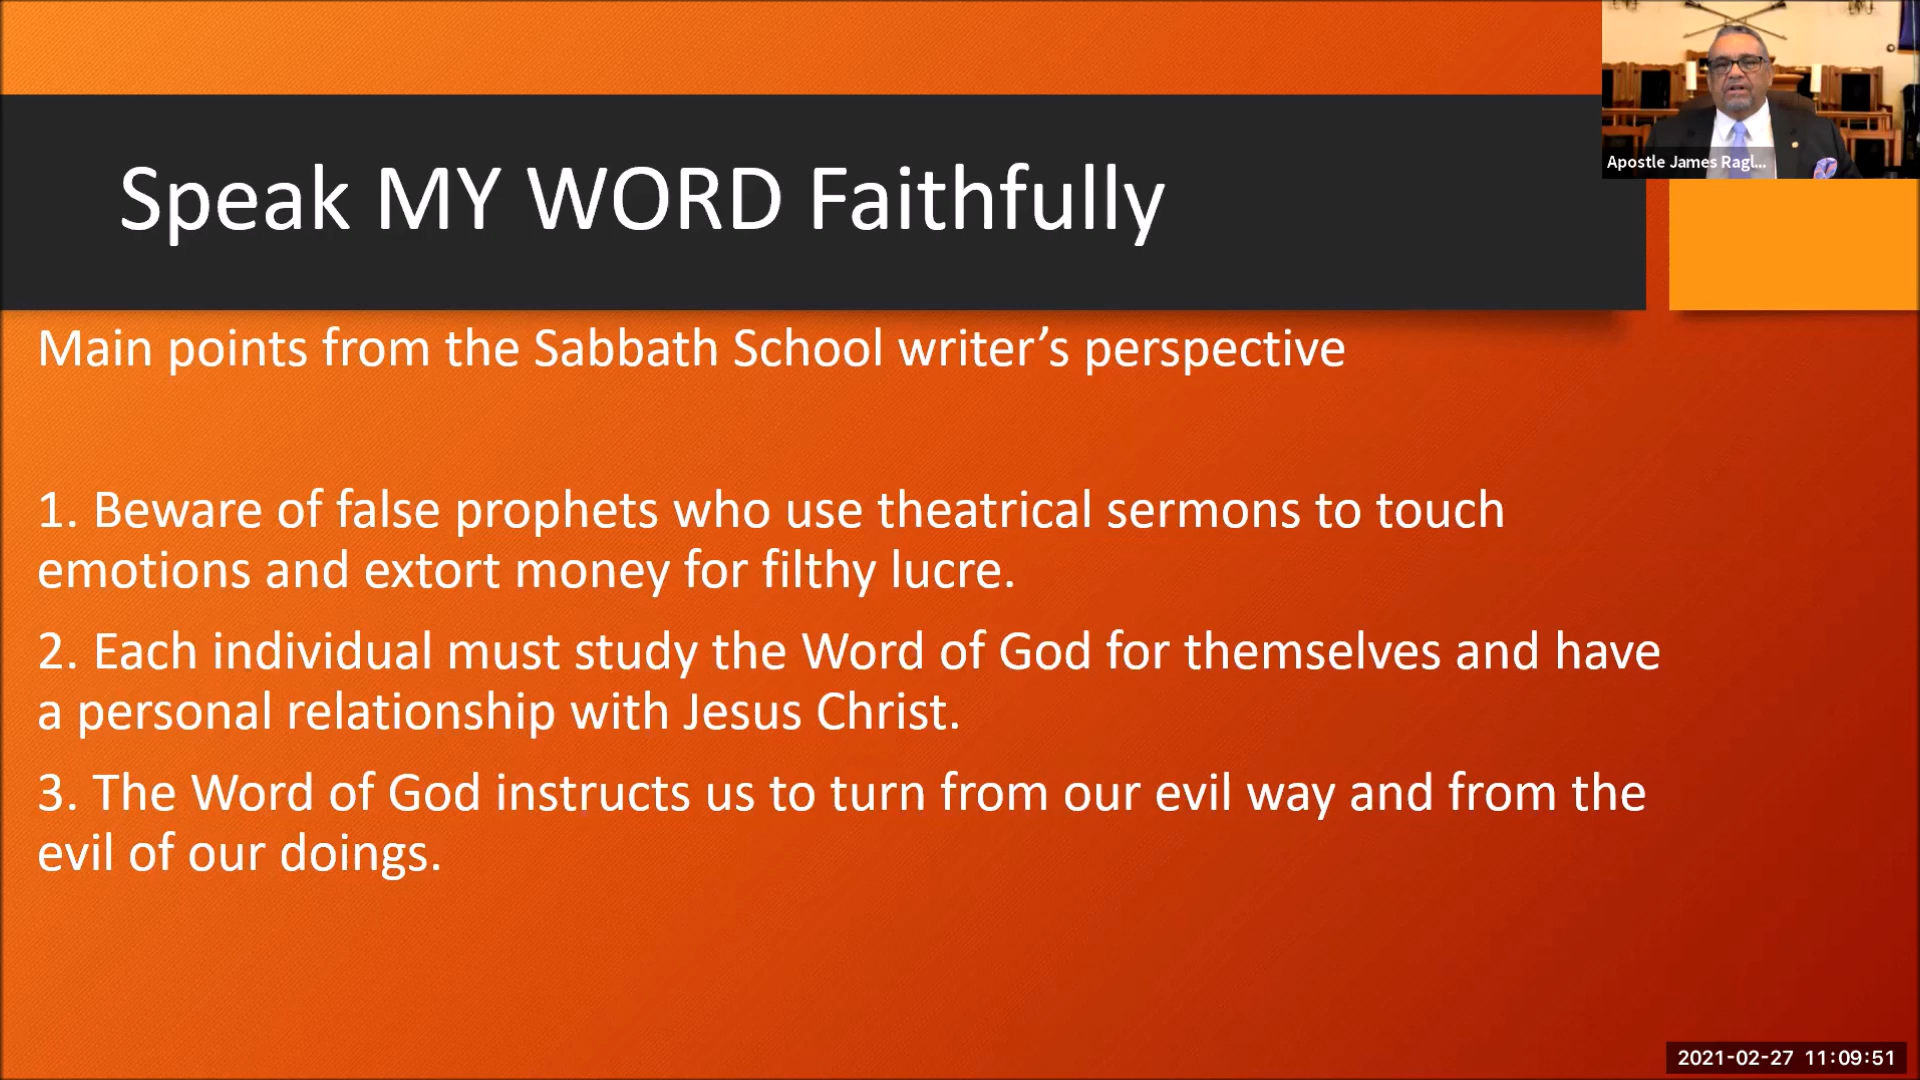 Apostle James Ragl...
Speak MY WORD Faithfully
Main points from the Sabbath School writer’s perspective
1. Beware of false prophets who use theatrical sermons to touch
emotions and extort money for filthy lucre.
2. Each individual must study the Word of God for themselves and have
a personal relationship with Jesus Christ.
3. The Word of God instructs us to turn from our evil way and from the
evil of our doings.
2021-02-27 11:09:51